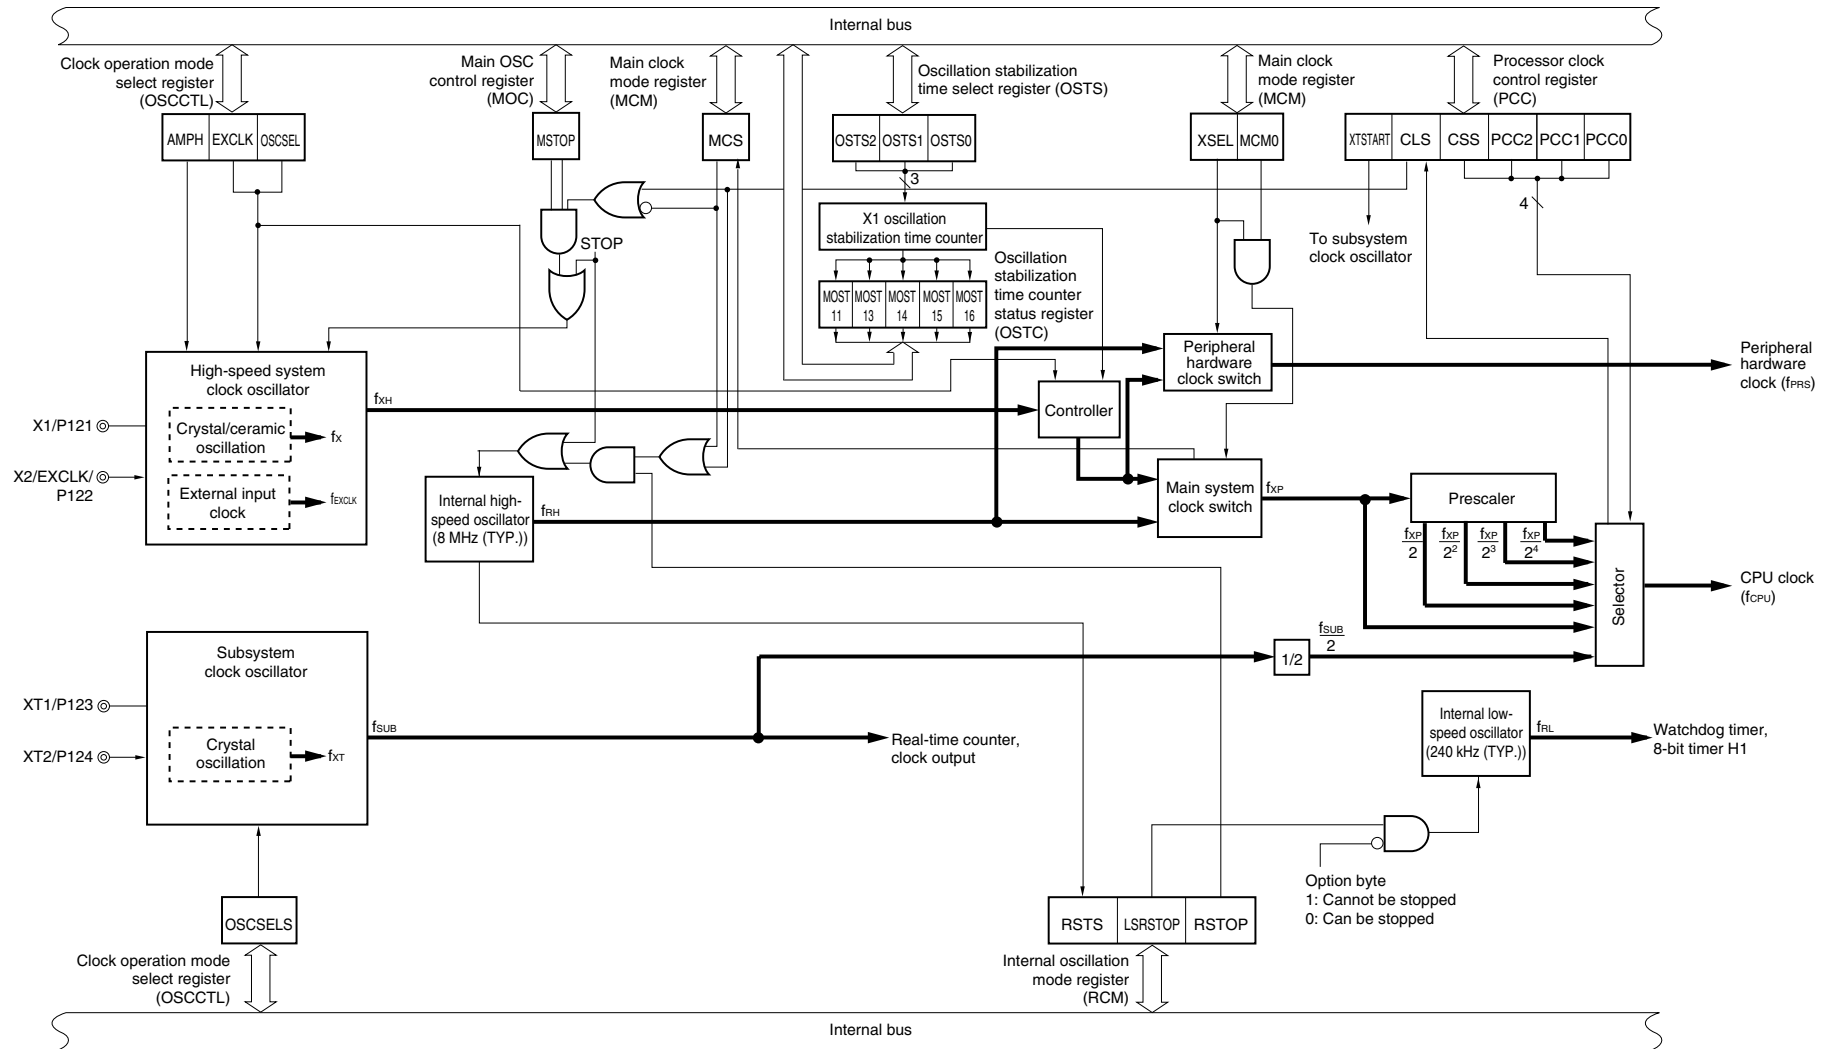 Internal bus
Clock operation mode
select register
(OSCCTL)
Main OSC
control register
(MOC)
Main clock
mode register
(MCM)
Oscillation stabilization
time select register (OSTS)
Main clock
mode register
(MCM)
Processor clock
control register
(PCC)
AMPH EXCLK OSCSEL
MSTOP
MCS
OSTS2 OSTS1 OSTS0
XSEL MCM0
XTSTART CLS CSS PCC2 PCC1 PCC0
3
4
STOP
X1 oscillation
stabilization time counter
To subsystem
clock oscillator
Oscillation
stabilization
time counter
status register
(OSTC)
MOST 11
MOST 13
MOST 14
MOST 15
MOST 16
High-speed system
clock oscillator
Crystal/ceramic
oscillation
fX
External input
clock
fEXCLK
X1/P121
X2/EXCLK/
P122
fXH
Controller
Peripheral
hardware
clock switch
Peripheral
hardware
clock (fPRS)
Internal high-
speed oscillator
(8 MHz (TYP.))
fRH
Main system
clock switch
fXP
Prescaler
fXP
2
fXP
2²
fXP
2³
fXP
2⁴
Selector
CPU clock
(fCPU)
fSUB
2
1/2
Subsystem
clock oscillator
Crystal
oscillation
fXT
XT1/P123
XT2/P124
fSUB
Real-time counter,
clock output
Internal low-
speed oscillator
(240 kHz (TYP.))
fRL
Watchdog timer,
8-bit timer H1
Option byte
1: Cannot be stopped
0: Can be stopped
OSCSELS
RSTS LSRSTOP RSTOP
Clock operation mode
select register
(OSCCTL)
Internal oscillation
mode register
(RCM)
Internal bus